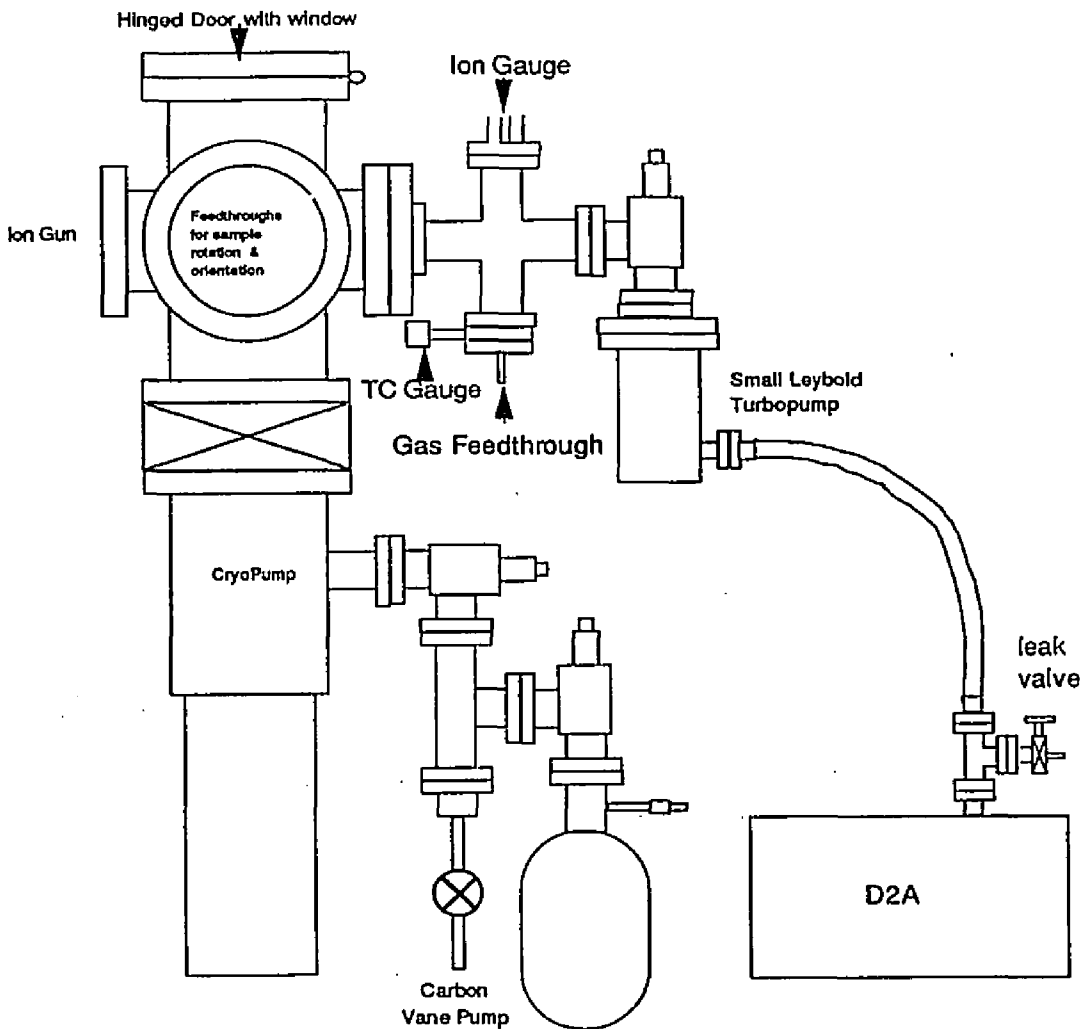 Hinged Door with window
Ion Gauge
Ion Gun
Feedthroughs
for sample
rotation &
orientation
TC Gauge
Gas Feedthrough
Small Leybold
Turbopump
CryoPump
leak
valve
D2A
Carbon
Vane Pump